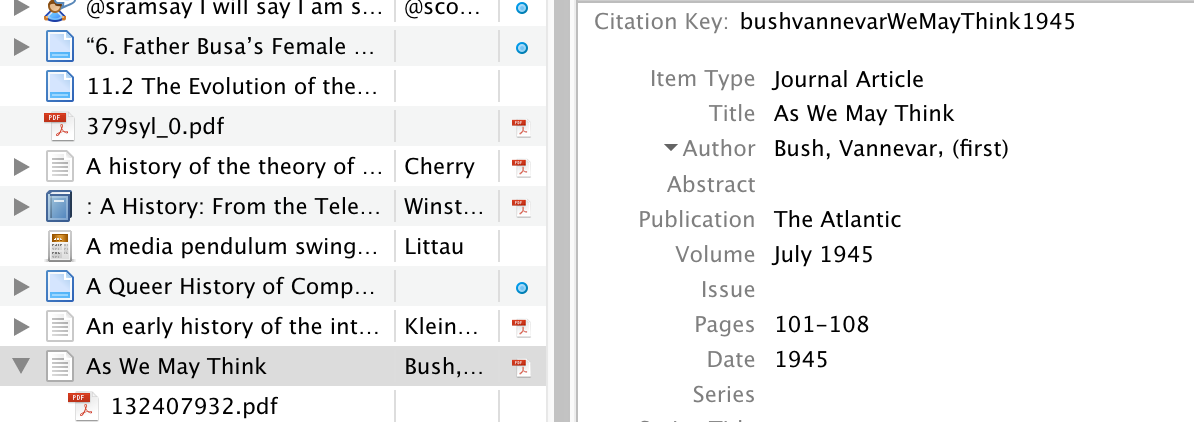 @sramsay I will say I am s... @sco...
“6. Father Busa’s Female ...
11.2 The Evolution of the...
379syl_0.pdf
A history of the theory of ... Cherry
: A History: From the Tele... Winst...
A media pendulum swing... Littau
A Queer History of Comp...
An early history of the int... Klein...
As We May Think Bush,...
132407932.pdf
Citation Key: bushvannevarWeMayThink1945
Item Type Journal Article
Title As We May Think
Author Bush, Vannevar, (first)
Abstract
Publication The Atlantic
Volume July 1945
Issue
Pages 101–108
Date 1945
Series